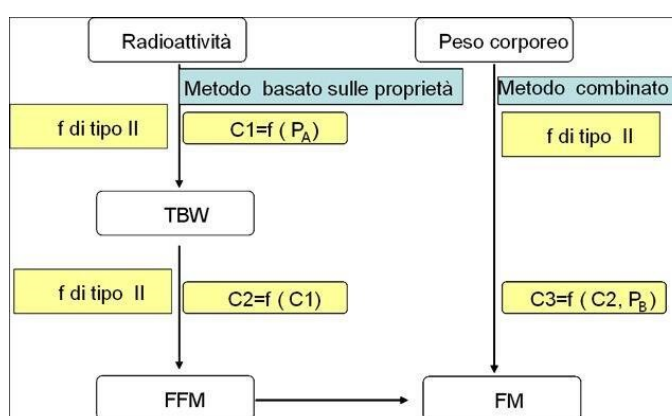 Radioattività
Peso corporeo
Metodo basato sulle proprietà
Metodo combinato
f di tipo II
C1=f ( PA)
f di tipo II
TBW
f di tipo II
C2=f ( C1)
C3=f ( C2, PB)
FFM
FM